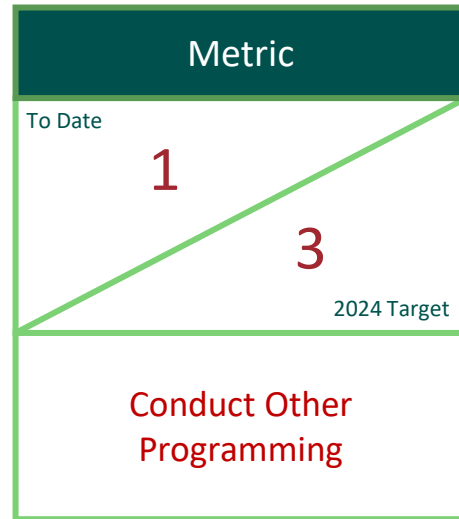 Metric
To Date
1
3
2024 Target
Conduct Other
Programming